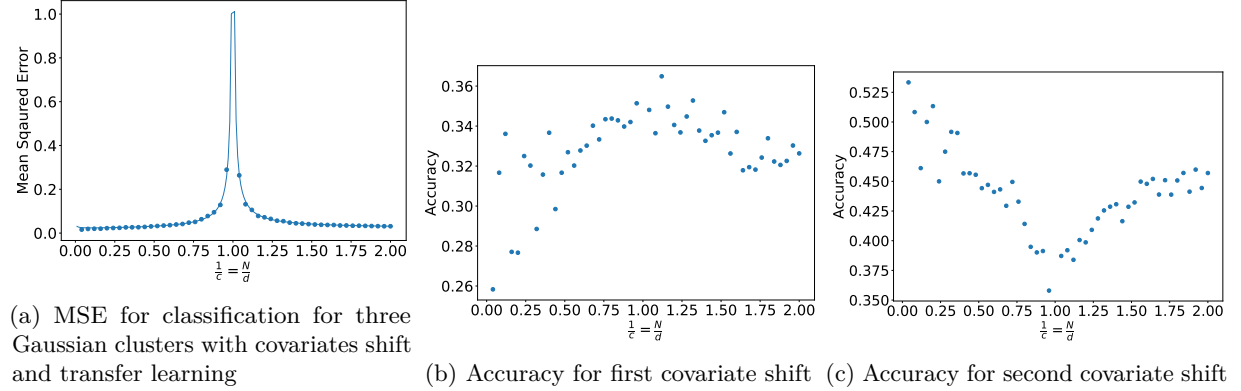 1.0
0.8
0.6
0.4
0.2
0.0
Mean Sqaured Error
0.00 0.25 0.50 0.75 1.00 1.25 1.50 1.75 2.00
1/c = N/d
(a) MSE for classification for three
Gaussian clusters with covariates shift
and transfer learning
0.36
0.34
0.32
0.30
0.28
0.26
Accuracy
0.00 0.25 0.50 0.75 1.00 1.25 1.50 1.75 2.00
1/c = N/d
(b) Accuracy for first covariate shift
0.525
0.500
0.475
0.450
0.425
0.400
0.375
0.350
Accuracy
0.00 0.25 0.50 0.75 1.00 1.25 1.50 1.75 2.00
1/c = N/d
(c) Accuracy for second covariate shift